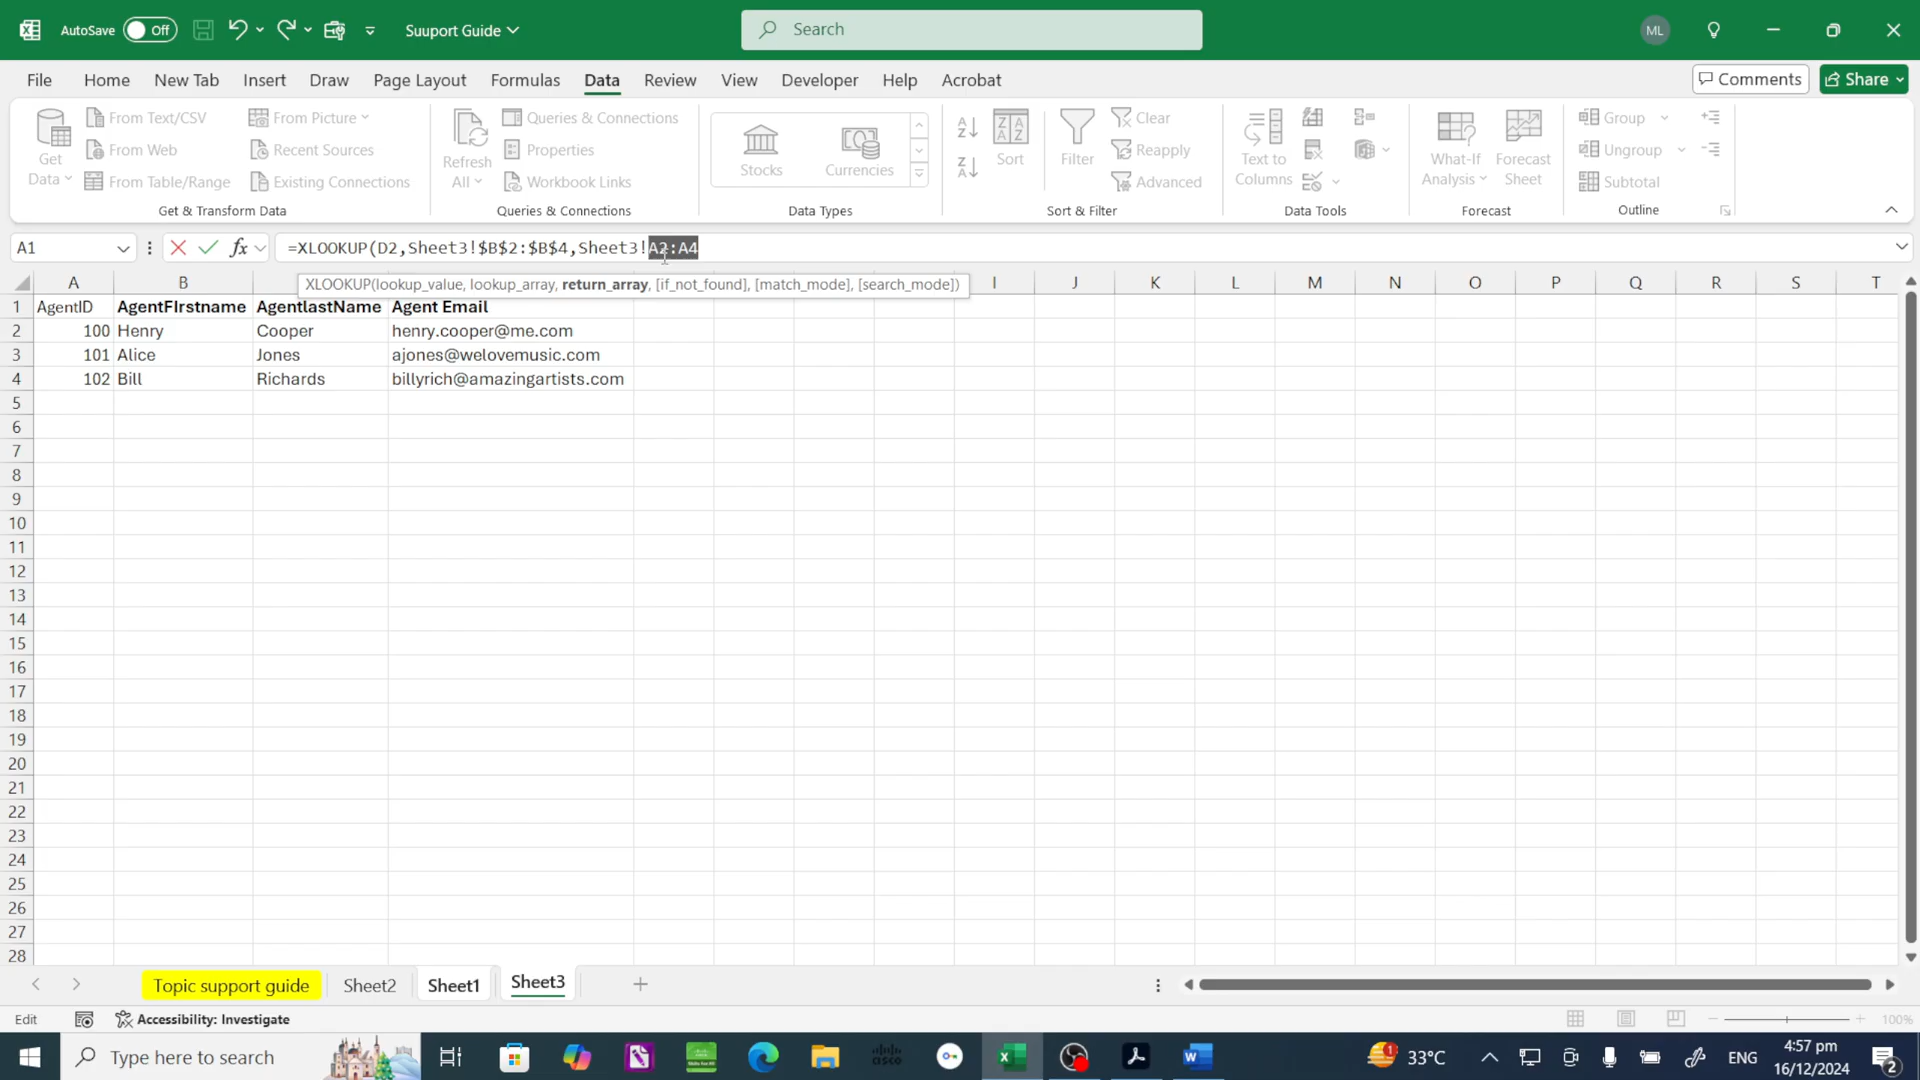 AutoSave Off Suuport Guide Search ML
File Home New Tab Insert Draw Page Layout Formulas Data Review View Developer Help Acrobat Comments Share
Get Data
From Text/CSV
From Web
From Table/Range
From Picture
Recent Sources
Existing Connections
Get & Transform Data
Refresh All
Queries & Connections
Properties
Workbook Links
Queries & Connections
Stocks
Currencies
Data Types
Sort
Filter
Clear
Reapply
Advanced
Sort & Filter
Text to Columns
Data Tools
What-If Analysis
Forecast Sheet
Forecast
Group
Ungroup
Subtotal
Outline
A1 fx =XLOOKUP(D2,Sheet3!$B$2:$B$4,Sheet3!A2:A4
XLOOKUP(lookup_value, lookup_array, return_array, [if_not_found], [match_mode], [search_mode])
A B I J K L M N O P Q R S T
1 AgentID AgentFIrstname AgentlastName Agent Email
2 100 Henry Cooper henry.cooper@me.com
3 101 Alice Jones ajones@welovemusic.com
4 102 Bill Richards billyrich@amazingartists.com
5
6
7
8
9
10
11
12
13
14
15
16
17
18
19
20
21
22
23
24
25
26
27
28
Topic support guide Sheet2 Sheet1 Sheet3
Edit Accessibility: Investigate 100%
Type here to search 33°C ENG 4:57 pm
16/12/2024 2